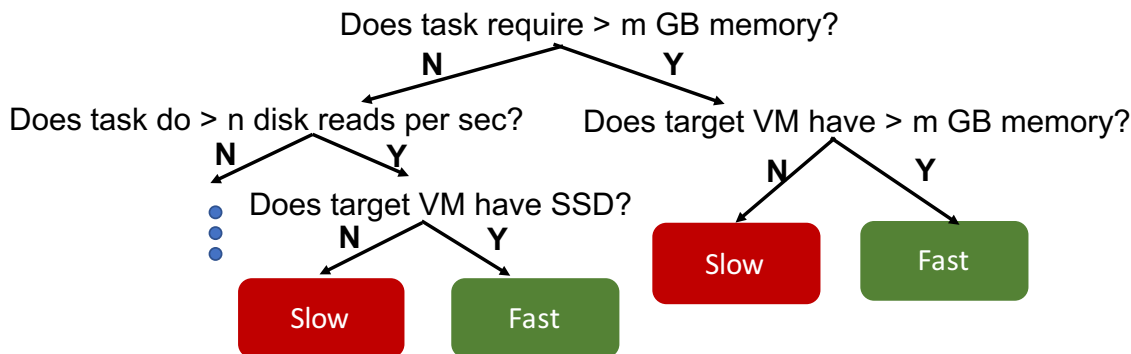 Does task require > m GB memory?
N
Y
Does task do > n disk reads per sec?
Does target VM have > m GB memory?
N
Y
N
Y
Does target VM have SSD?
N
Y
Slow
Fast
Slow
Fast